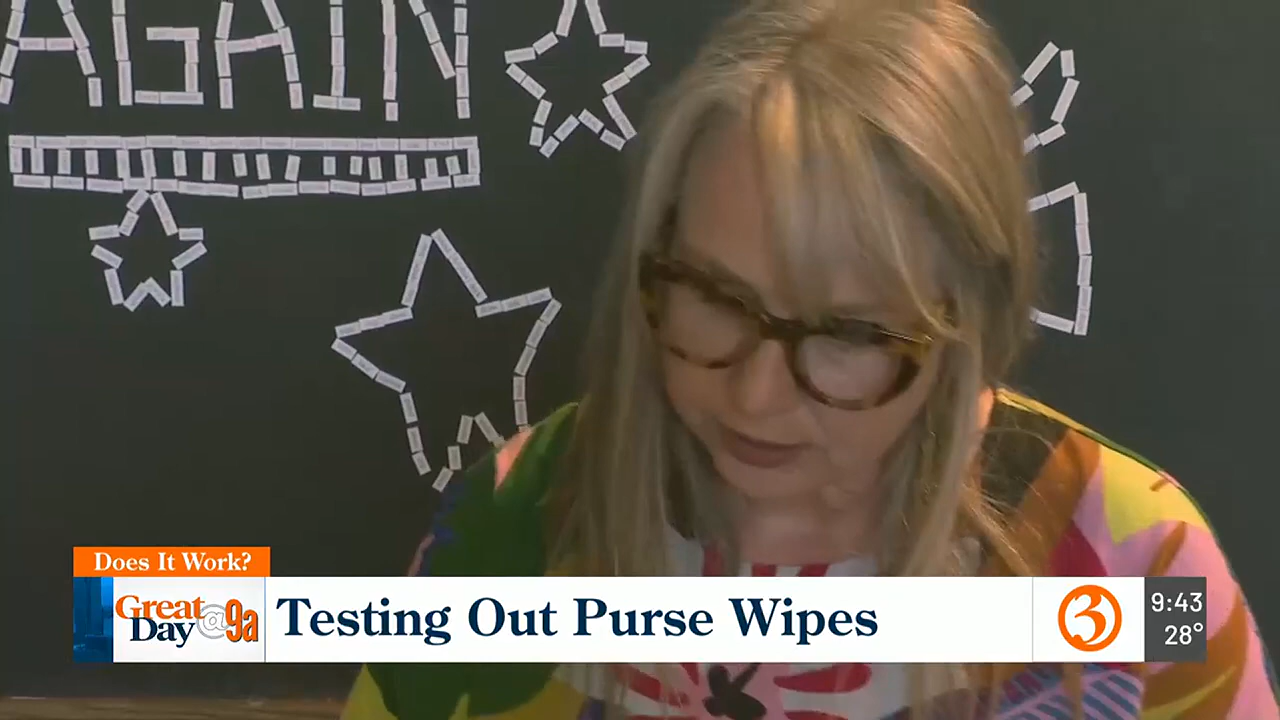 AGAIN
Does It Work?
Great
Day@9a
Testing Out Purse Wipes
3
9:43
28°